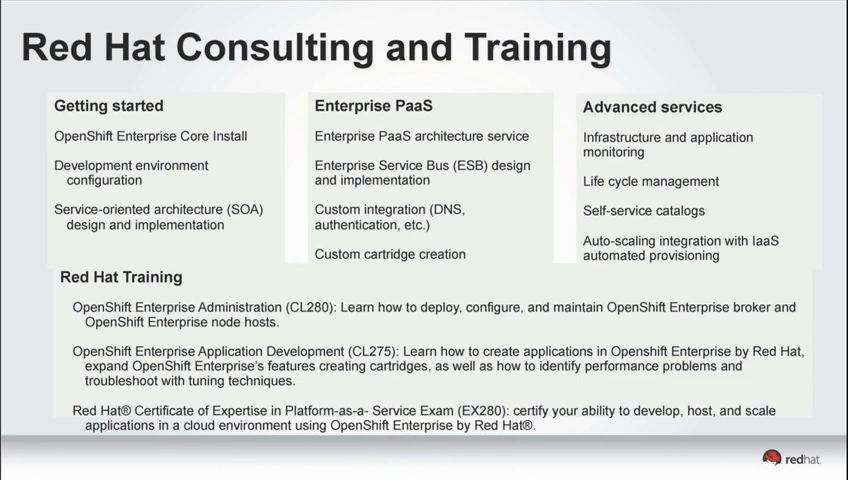 Red Hat Consulting and Training
Getting started
OpenShift Enterprise Core Install
Development environment
configuration
Service-oriented architecture (SOA)
design and implementation
Enterprise PaaS
Enterprise PaaS architecture service
Enterprise Service Bus (ESB) design
and implementation
Custom integration (DNS,
authentication, etc.)
Custom cartridge creation
Advanced services
Infrastructure and application
monitoring
Life cycle management
Self-service catalogs
Auto-scaling integration with IaaS
automated provisioning
Red Hat Training
OpenShift Enterprise Administration (CL280): Learn how to deploy, configure, and maintain OpenShift Enterprise broker and
OpenShift Enterprise node hosts.
OpenShift Enterprise Application Development (CL275): Learn how to create applications in Openshift Enterprise by Red Hat,
expand OpenShift Enterprise's features creating cartridges, as well as how to identify performance problems and
troubleshoot with tuning techniques.
Red Hat® Certificate of Expertise in Platform-as-a- Service Exam (EX280): certify your ability to develop, host, and scale
applications in a cloud environment using OpenShift Enterprise by Red Hat®.
redhat.